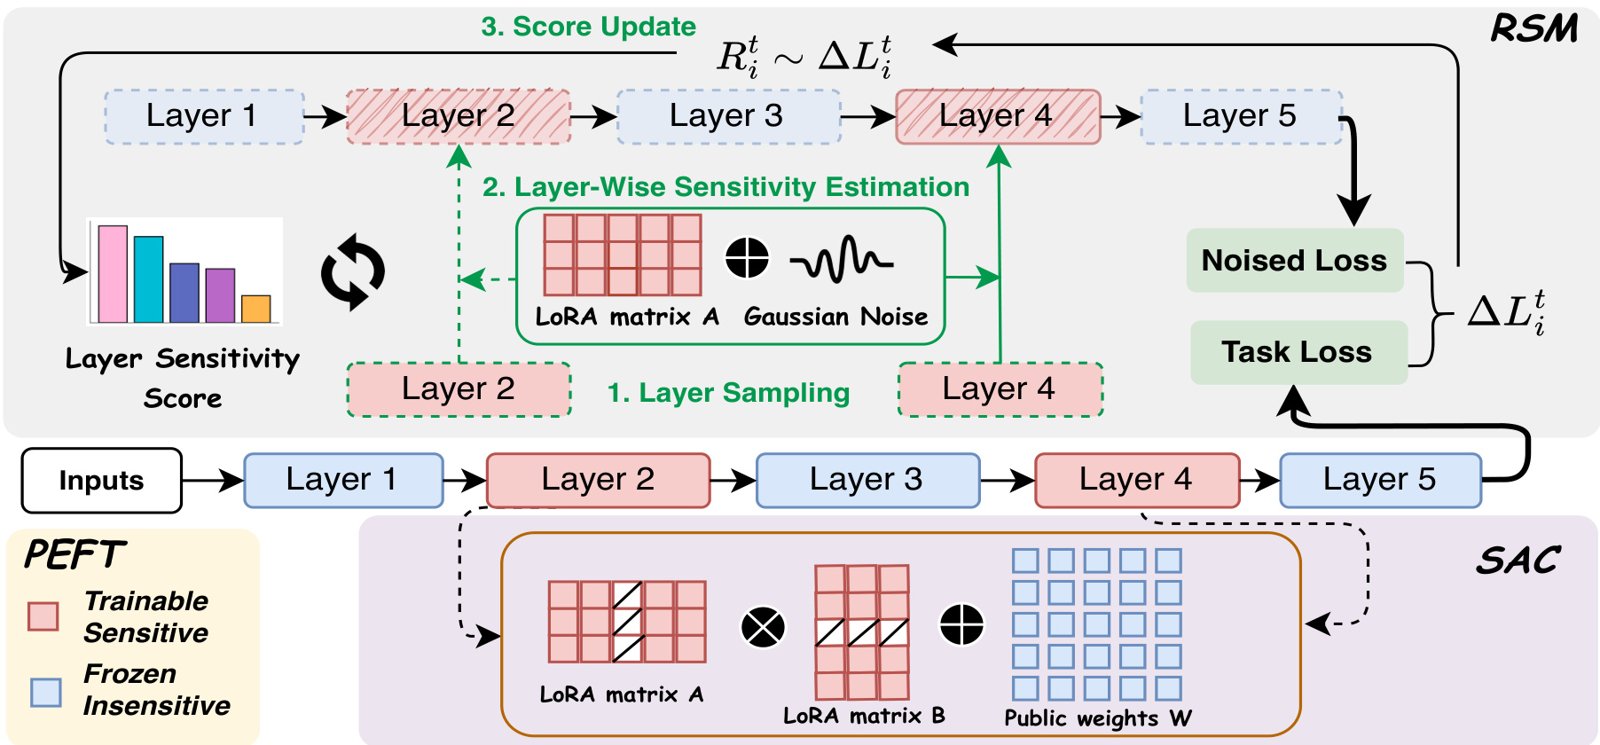 3. Score Update
RSM
R_i^t ∼ ΔL_i^t
Layer 1
Layer 2
Layer 3
Layer 4
Layer 5
2. Layer-Wise Sensitivity Estimation
LoRA matrix A
Gaussian Noise
Noised Loss
Task Loss
ΔL_i^t
Layer Sensitivity
Score
Layer 2
1. Layer Sampling
Layer 4
Inputs
Layer 1
Layer 2
Layer 3
Layer 4
Layer 5
PEFT
Trainable
Sensitive
Frozen
Insensitive
SAC
LoRA matrix A
LoRA matrix B
Public weights W